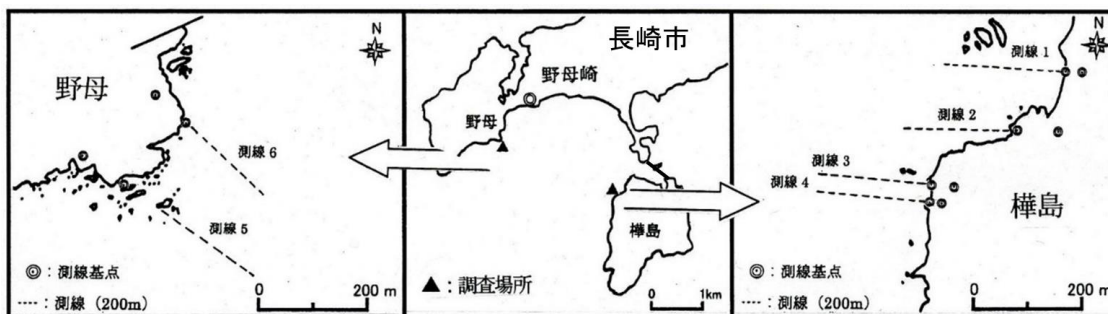 野母
N
測線 6
測線 5
◎ : 測線基点
---- : 測線 (200m)
0 200 m
長崎市
野母崎
野母
樺島
▲ : 調査場所
0 1km
N
測線 1
測線 2
測線 3
測線 4
樺島
◎ : 測線基点
---- : 測線 (200m)
0 200 m